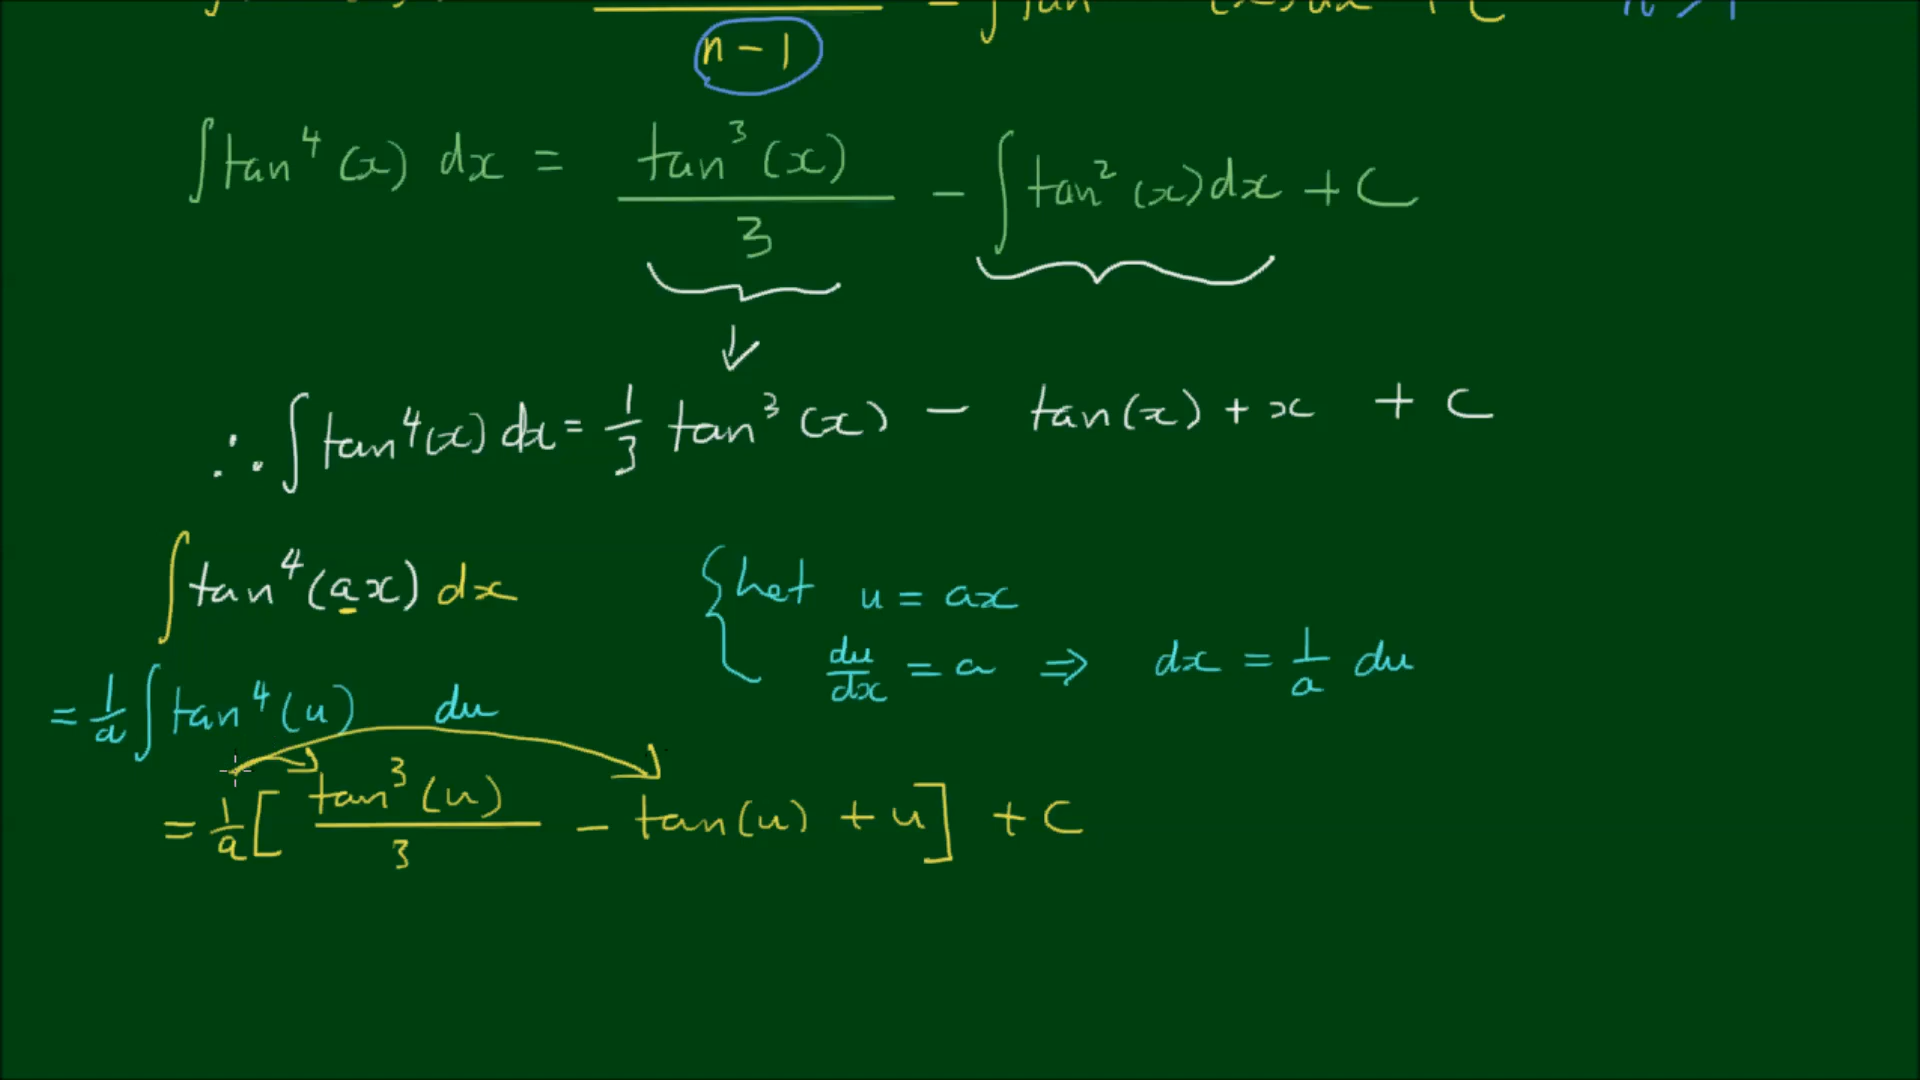 n - 1
∫tan⁴(x) dx = tan³(x)/3 - ∫tan²(x)dx + C
∴ ∫tan⁴(x) dx = 1/3 tan³(x) - tan(x) + x + C
∫tan⁴(ax) dx
{ Let u = ax
du/dx = a ⇒ dx = 1/a du
= 1/a ∫tan⁴(u) du
= 1/a [ tan³(u)/3 - tan(u) + u ] + C